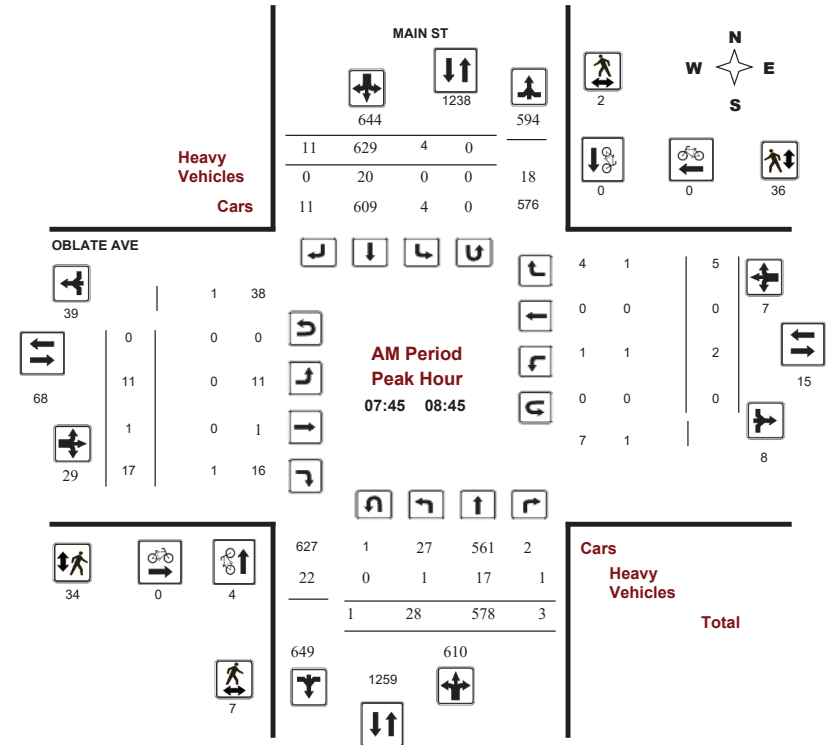 MAIN ST
N
W E
S
1238
2
644 594
11 629 4 0
Heavy
Vehicles
0 20 0 0 18
Cars
11 609 4 0 576
0 0 36
OBLATE AVE
39
1 38
4 1 5
7
0 0 0
0 0 0
68
11 0 11
AM Period
Peak Hour
07:45 08:45
1 1 2
15
1 0 1
0 0 0
29
17 1 16
7 1
8
34 0 4
627 1 27 561 2
Cars
22 0 1 17 1
Heavy
Vehicles
1 28 578 3
Total
649 610
1259
7